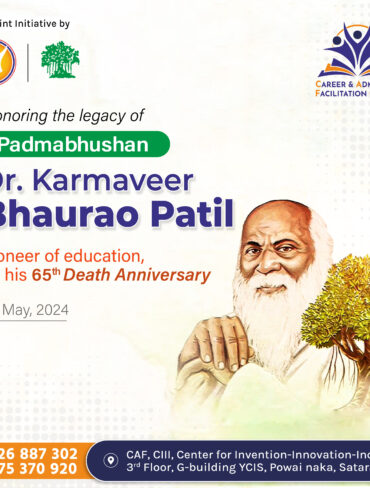 int Initiative by
CAREER & ADM
FACILITATION
onoring the legacy of
Padmabhushan
Dr. Karmaveer
Bhaurao Patil
oneer of education,
his 65th Death Anniversary
May, 2024
26 887 302
75 370 920
CAF, CIII, Center for Invention-Innovation-Inc
3rd Floor, G-building YCIS, Powai naka, Satar